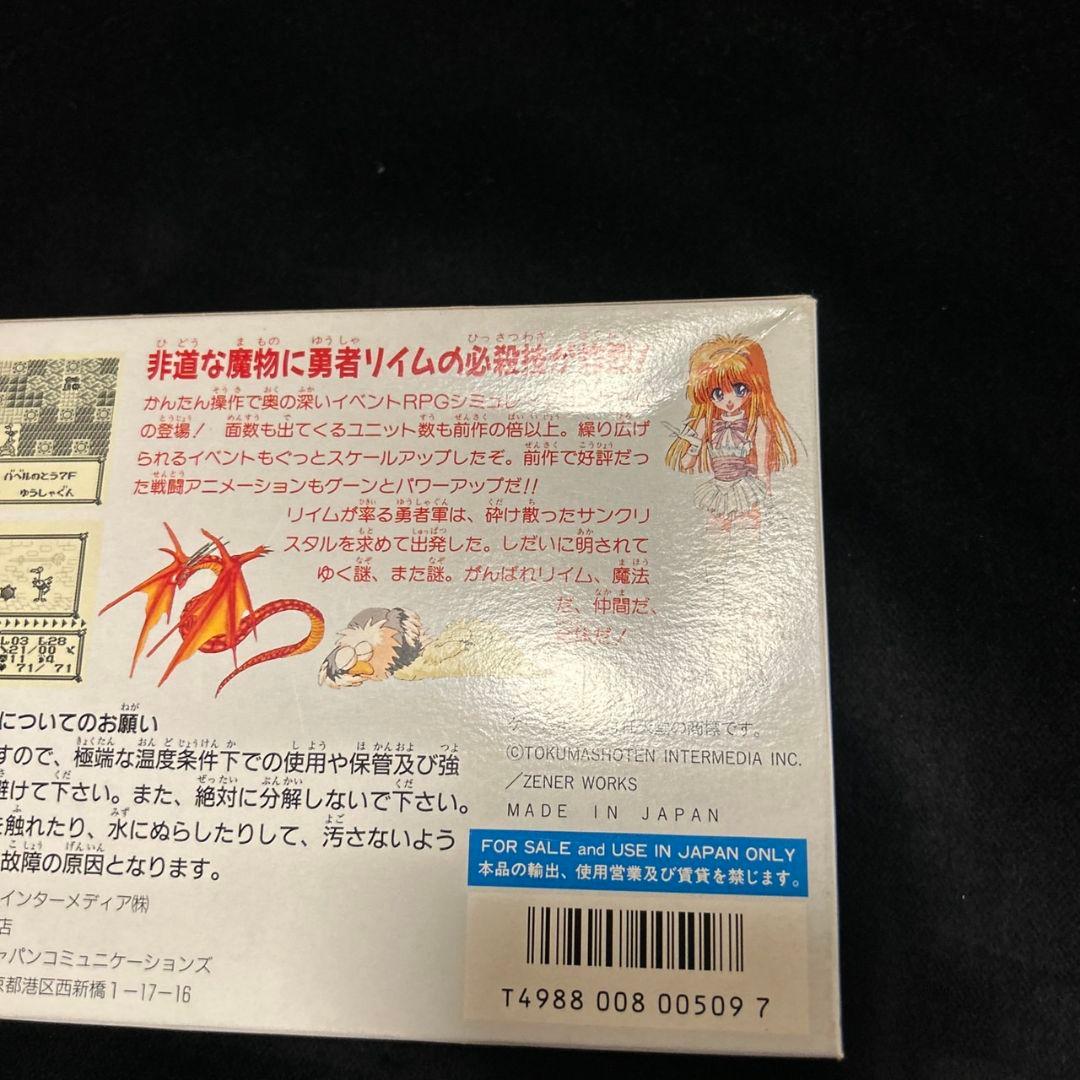 非道な魔物に勇者リイムの必殺技が
かんたん操作で奥の深いイベントRPGシミュレ
の登場! 面数も出てくるユニット数も前作の倍以上。繰り広げ
られるイベントもぐっとスケールアップしたぞ。前作で好評だっ
た戦闘アニメーションもグーンとパワーアップだ!!
リイムが率る勇者軍は、砕け散ったサンクリ
スタルを求めて出発した。しだいに明されて
ゆく謎、また謎。がんばれリイム、魔法
だ、仲間だ、
だ!
バベルのとう7F
ゆうしゃぐん
L03 L28
21/00
11 34
71/71
についてのお願い
すので、極端な温度条件下での使用や保管及び強
避けて下さい。また、絶対に分解しないで下さい。
を触れたり、水にぬらしたりして、汚さないよう
故障の原因となります。
インターメディア㈱
店
ャパンコミュニケーションズ
京都港区西新橋1-17-16
の商標です。
©TOKUMASHOTEN INTERMEDIA INC.
/ZENER WORKS
MADE IN JAPAN
FOR SALE and USE IN JAPAN ONLY
本品の輸出、使用営業及び賃貸を禁じます。
T4988 008 00509 7